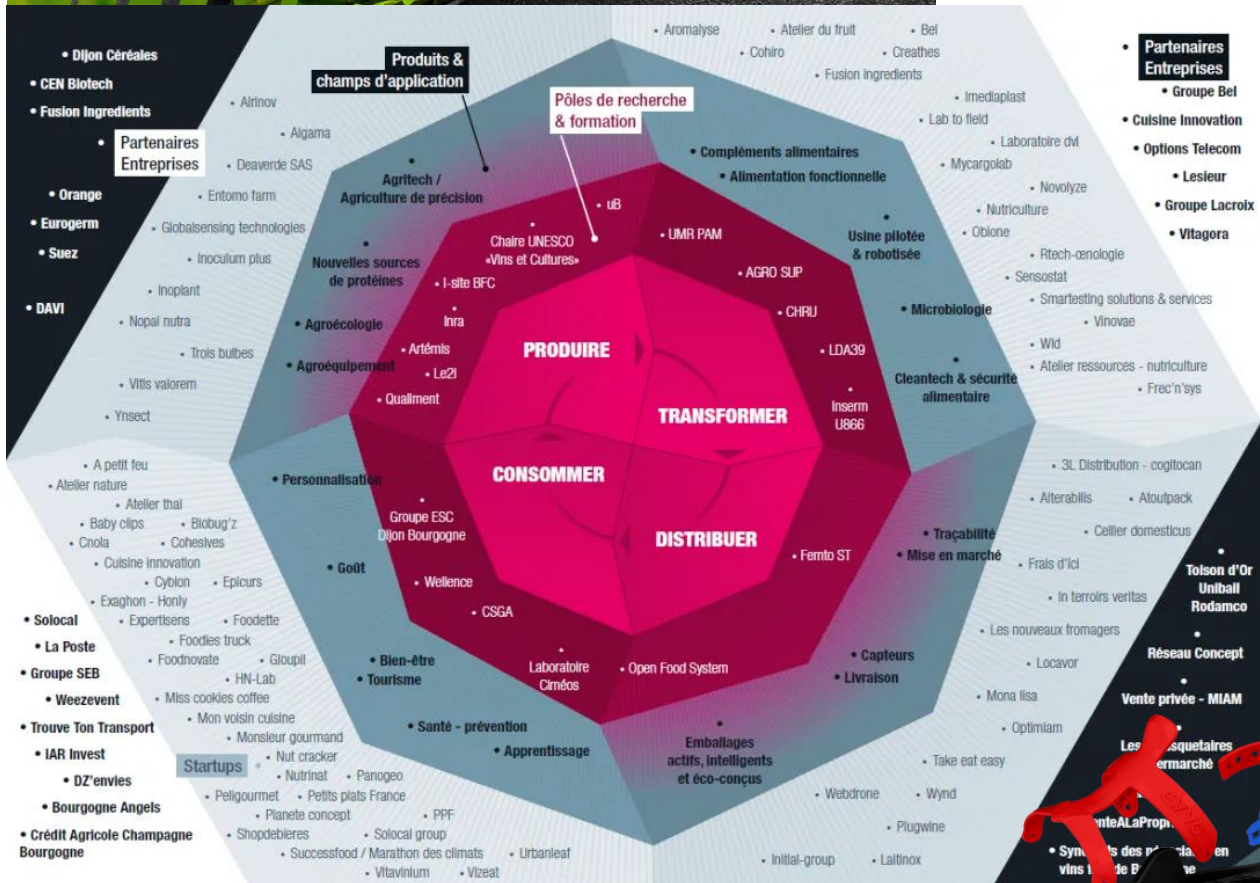 • Dijon Céréales
• CEN Biotech
• Fusion Ingredients
• Partenaires
Entreprises
• Orange
• Eurogerm
• Suez
• DAVI
• Airinov
• Algama
• Deaverde SAS
• Entomo farm
• Globalsensing technologies
• Inoculum plus
• Inoplant
• Nopal nutra
• Trois bulbes
• Vitis valorem
• Ynsect
Produits &
champs d'application
Pôles de recherche
& formation
• Agritech /
Agriculture de précision
• Nouvelles sources
de protéines
• Agroécologie
• Agroéquipement
• uB
• Chaire UNESCO
«Vins et Cultures»
• I-site BFC
• Inra
• Artémis
• Le2I
• Qualiment
PRODUIRE
• Aromalyse
• Atelier du fruit
• Bel
• Cohiro
• Creathes
• Fusion ingredients
• Imediaplast
• Lab to field
• Laboratoire dvl
• Mycargolab
• Novolyze
• Nutriculture
• Obione
• Rtech-œnologie
• Sensostat
• Smartesting solutions & services
• Vinovae
• Wid
• Atelier ressources - nutriculture
• Frec'n'sys
• Partenaires
Entreprises
• Groupe Bel
• Cuisine Innovation
• Options Telecom
• Lesieur
• Groupe Lacroix
• Vitagora
• Compléments alimentaires
• Alimentation fonctionnelle
• Usine pilotée
& robotisée
• Microbiologie
• Cleantech & sécurité
alimentaire
• UMR PAM
• AGRO SUP
• CHRU
• LDA39
• Inserm
U866
TRANSFORMER
CONSOMMER
DISTRIBUER
• Personnalisation
• Goût
• Bien-être
• Tourisme
• Santé - prévention
• Apprentissage
• Groupe ESC
Dijon Bourgogne
• Wellence
• CSGA
• Laboratoire
Ciméos
• Open Food System
• Femto ST
• Traçabilité
• Mise en marché
• Capteurs
• Livraison
• Emballages
actifs, intelligents
et éco-conçus
• A petit feu
• Atelier nature
• Atelier thai
• Baby clips
• Biobug'z
• Cnola
• Cohesives
• Cuisine innovation
• Cybion
• Epicurs
• Exaghon - Honly
• Expertisens
• Foodette
• Foodies truck
• Foodnovate
• Gloupil
• HN-Lab
• Miss cookies coffee
• Mon voisin cuisine
• Monsieur gourmand
Startups
• Nut cracker
• Nutrinat
• Panogeo
• Peligourmet
• Petits plats France
• Planete concept
• PPF
• Shopdebieres
• Solocal group
• Successfood / Marathon des climats
• Urbanleaf
• Vitavinium
• Vizeat
• Solocal
• La Poste
• Groupe SEB
• Weezevent
• Trouve Ton Transport
• IAR Invest
• DZ'envies
• Bourgogne Angels
• Crédit Agricole Champagne
Bourgogne
• 3L Distribution - cogitocan
• Alterabilis
• Atoutpack
• Cellier domesticus
• Frais d'ici
• In terroirs veritas
• Les nouveaux fromagers
• Locavor
• Mona lisa
• Optimiam
• Take eat easy
• Webdrone
• Wynd
• Plugwine
• Initial-group
• Laitinox
• Toison d'Or
Uniball
Rodamco
• Réseau Concept
• Vente privée - MIAM
• Les
• des
en
vins